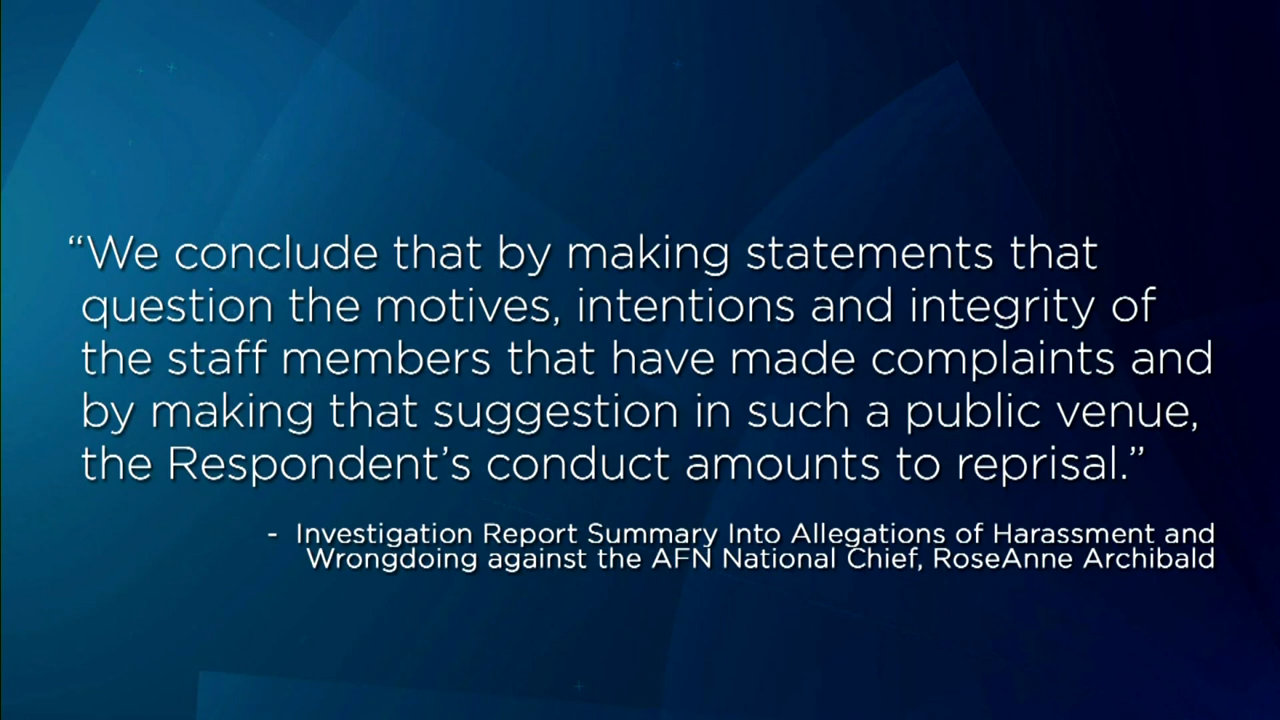 “We conclude that by making statements that
question the motives, intentions and integrity of
the staff members that have made complaints and
by making that suggestion in such a public venue,
the Respondent’s conduct amounts to reprisal.”
- Investigation Report Summary Into Allegations of Harassment and
Wrongdoing against the AFN National Chief, RoseAnne Archibald